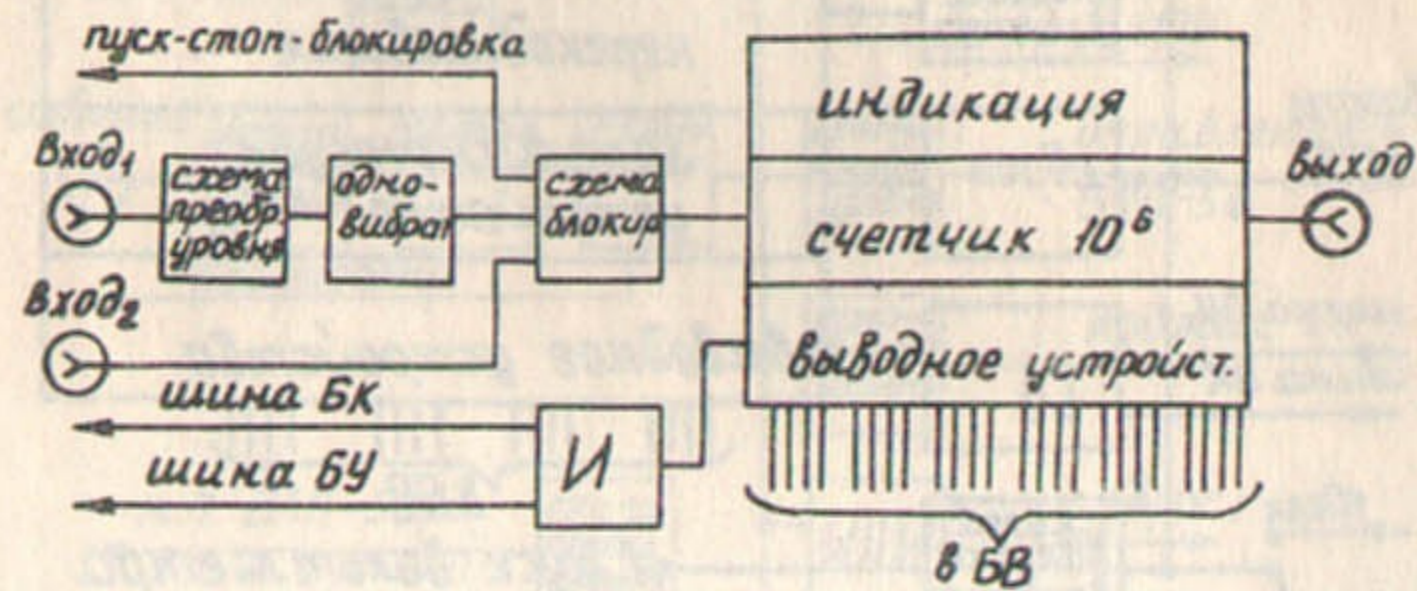 пуск-стоп-блокировка
Вход1
схема
преобр.
уровня
одно-
вибрат
схема
блокир
индикация
счетчик 10⁶
выводное устройст.
выход
Вход2
шина БК
шина БУ
И
в БВ